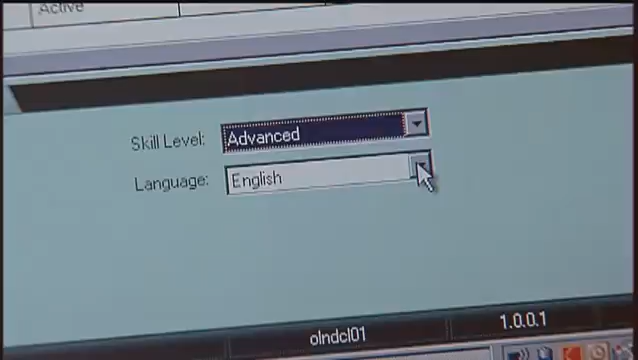 Active
Skill Level: Advanced
Language: English
olndcl01 1.0.0.1